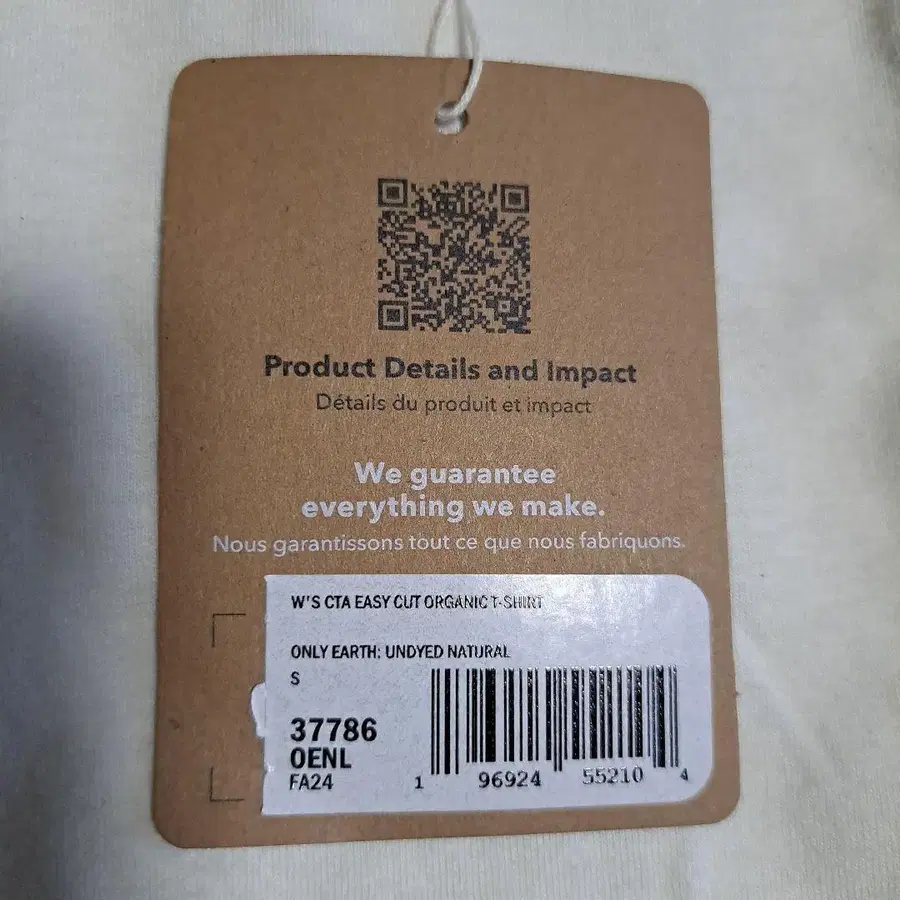 Product Details and Impact
Détails du produit et impact
We guarantee
everything we make.
Nous garantissons tout ce que nous fabriquons.
W'S CTA EASY CUT ORGANIC T-SHIRT
ONLY EARTH: UNDYED NATURAL
S
37786
OENL
FA24
1 96924 55210 4